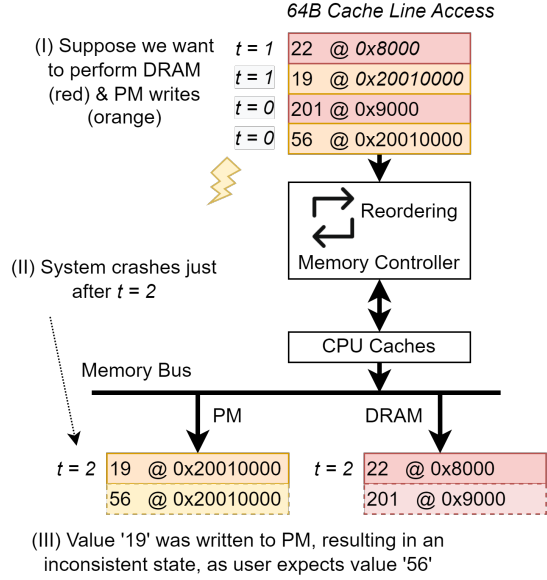 64B Cache Line Access
(I) Suppose we want
to perform DRAM
(red) & PM writes
(orange)
t = 1 22 @ 0x8000
t = 1 19 @ 0x20010000
t = 0 201 @ 0x9000
t = 0 56 @ 0x20010000
Reordering
Memory Controller
(II) System crashes just
after t = 2
CPU Caches
Memory Bus
PM
DRAM
t = 2 19 @ 0x20010000
56 @ 0x20010000
t = 2 22 @ 0x8000
201 @ 0x9000
(III) Value '19' was written to PM, resulting in an
inconsistent state, as user expects value '56'